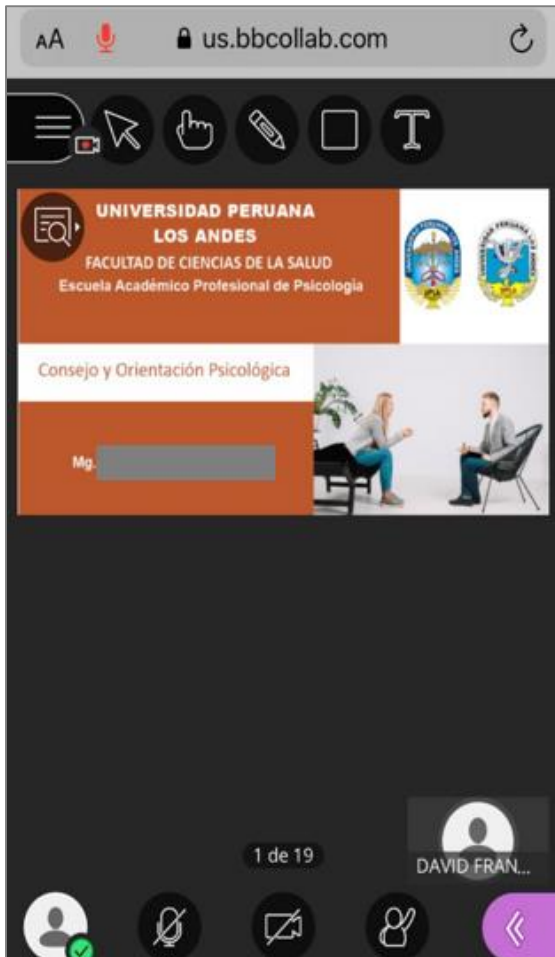 AA us.bbcollab.com
T
UNIVERSIDAD PERUANA
LOS ANDES
FACULTAD DE CIENCIAS DE LA SALUD
Escuela Académico Profesional de Psicología
Consejo y Orientación Psicológica
Mg.
1 de 19
DAVID FRAN...